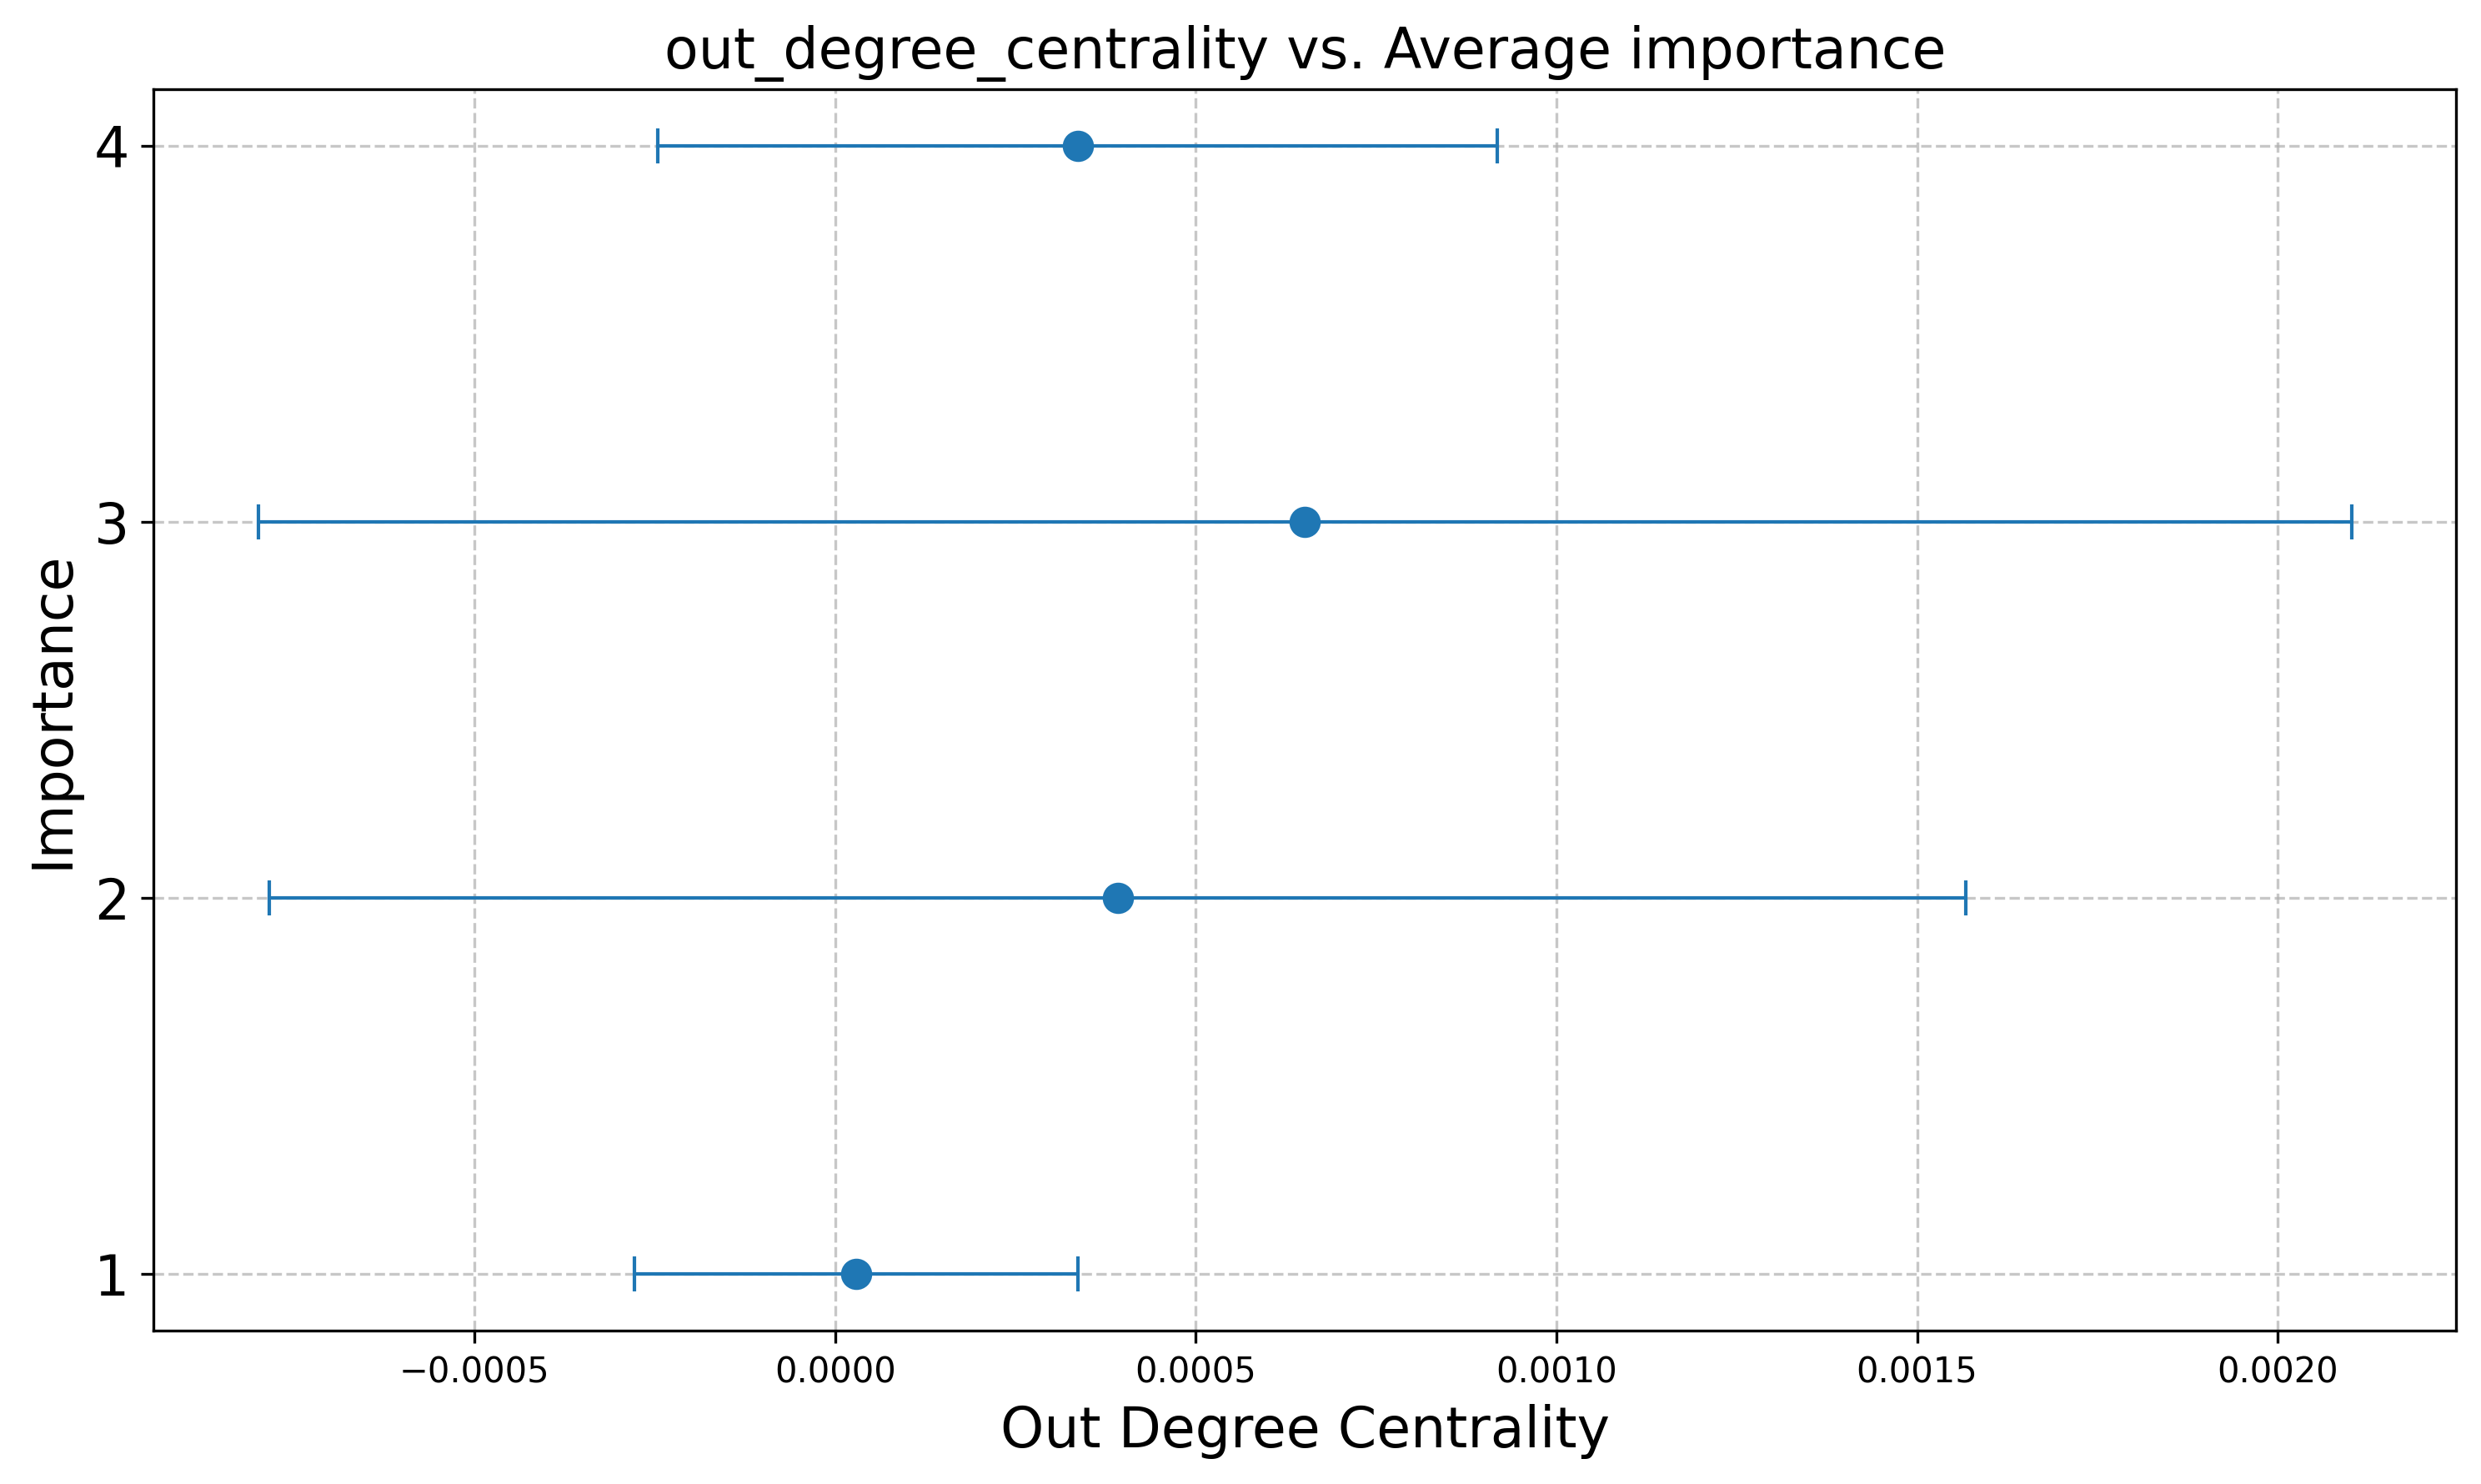 out_degree_centrality vs. Average importance
4
3
2
1
Importance
−0.0005 0.0000 0.0005 0.0010 0.0015 0.0020
Out Degree Centrality